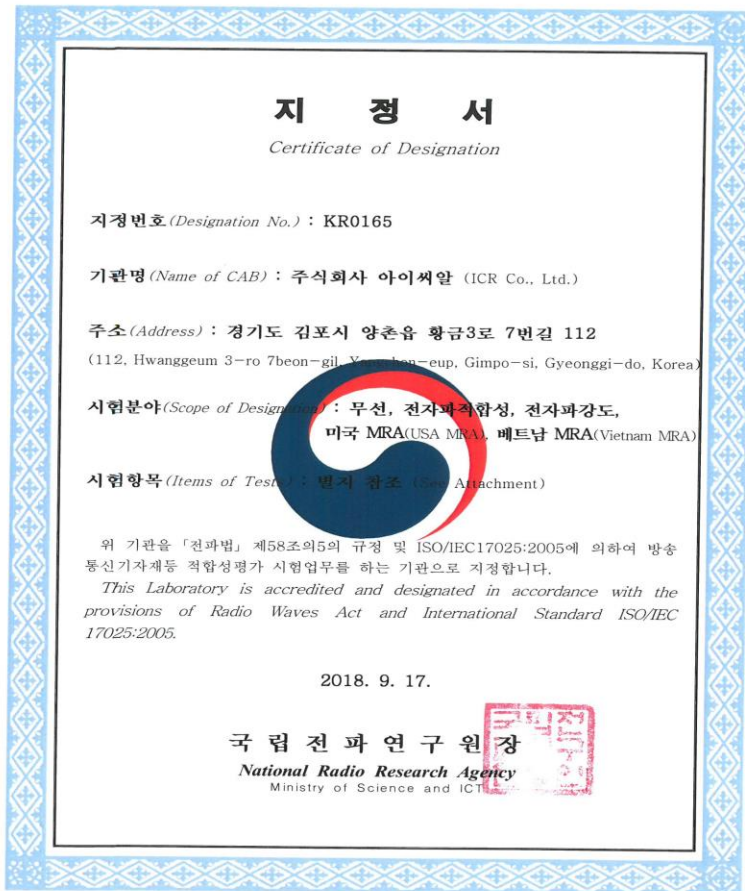 지 정 서
Certificate of Designation
지정번호(Designation No.) : KR0165
기관명(Name of CAB) : 주식회사 아이씨알 (ICR Co., Ltd.)
주소(Address) : 경기도 김포시 양촌읍 황금3로 7번길 112
(112, Hwanggeum 3-ro 7beon-gil, Yangchon-eup, Gimpo-si, Gyeonggi-do, Korea)
시험분야(Scope of Designation) : 무선, 전자파적합성, 전자파강도,
미국 MRA(USA MRA), 베트남 MRA(Vietnam MRA)
시험항목(Items of Tests) : 별지 참조 (See Attachment)
위 기관을 「전파법」 제58조의5의 규정 및 ISO/IEC17025:2005에 의하여 방송
통신기자재등 적합성평가 시험업무를 하는 기관으로 지정합니다.
This Laboratory is accredited and designated in accordance with the
provisions of Radio Waves Act and International Standard ISO/IEC
17025:2005.
2018. 9. 17.
국립전파연구원장
National Radio Research Agency
Ministry of Science and ICT